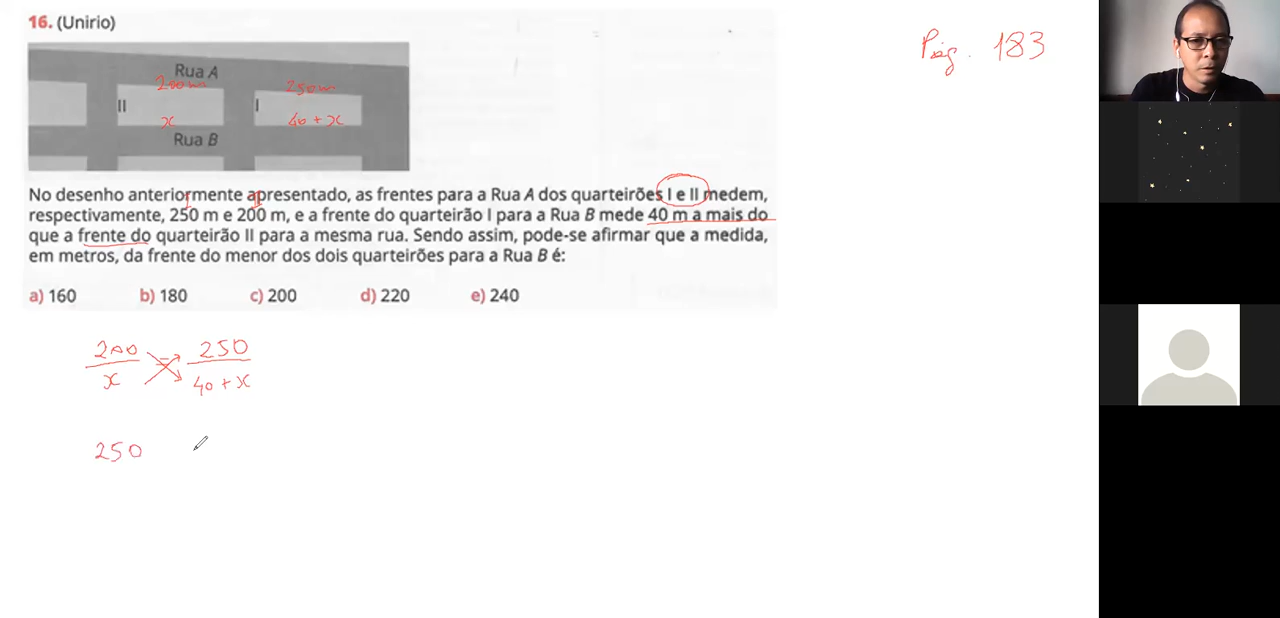 16. (Unirio)
Pág. 183
Rua A
200m 250m
II I
x 40 + x
Rua B
No desenho anteriormente apresentado, as frentes para a Rua A dos quarteirões I e II medem,
I II
respectivamente, 250 m e 200 m, e a frente do quarteirão I para a Rua B mede 40 m a mais do
que a frente do quarteirão II para a mesma rua. Sendo assim, pode-se afirmar que a medida,
em metros, da frente do menor dos dois quarteirões para a Rua B é:
a) 160 b) 180 c) 200 d) 220 e) 240
200 = 250
x 40 + x
250